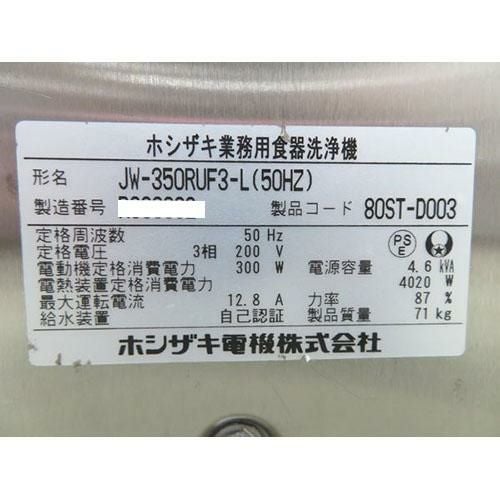 ホシザキ業務用食器洗浄機
形名 JW-350RUF3-L(50HZ)
製造番号 製品コード 80ST-D003
定格周波数 50 Hz
定格電圧 3相 200 V
電動機定格消費電力 300 W 電源容量 4.6 kVA
電熱装置定格消費電力 4020 W
最大運転電流 12.8 A 力率 87 %
給水装置 自己認証 製品質量 71 kg
PS E
ホシザキ電機株式会社